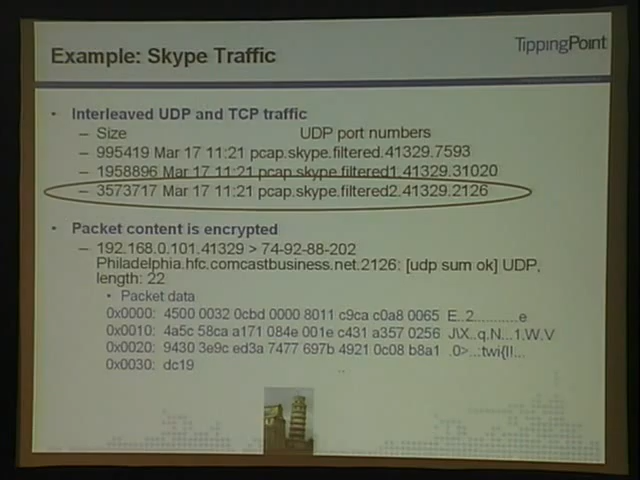 TippingPoint
Example: Skype Traffic
• Interleaved UDP and TCP traffic
– Size UDP port numbers
– 995419 Mar 17 11:21 pcap.skype.filtered.41329.7593
– 1958896 Mar 17 11:21 pcap.skype.filtered1.41329.31020
– 3573717 Mar 17 11:21 pcap.skype.filtered2.41329.2126
• Packet content is encrypted
– 192.168.0.101.41329 > 74-92-88-202
Philadelphia.hfc.comcastbusiness.net.2126: [udp sum ok] UDP,
length: 22
• Packet data
0x0000: 4500 0032 0cbd 0000 8011 c9ca c0a8 0065 E..2...........e
0x0010: 4a5c 58ca a171 084e 001e c431 a357 0256 J\X..q.N...1.W.V
0x0020: 9430 3e9c ed3a 7477 697b 4921 0c08 b8a1 .0>..:twi{I!...
0x0030: dc19 ..